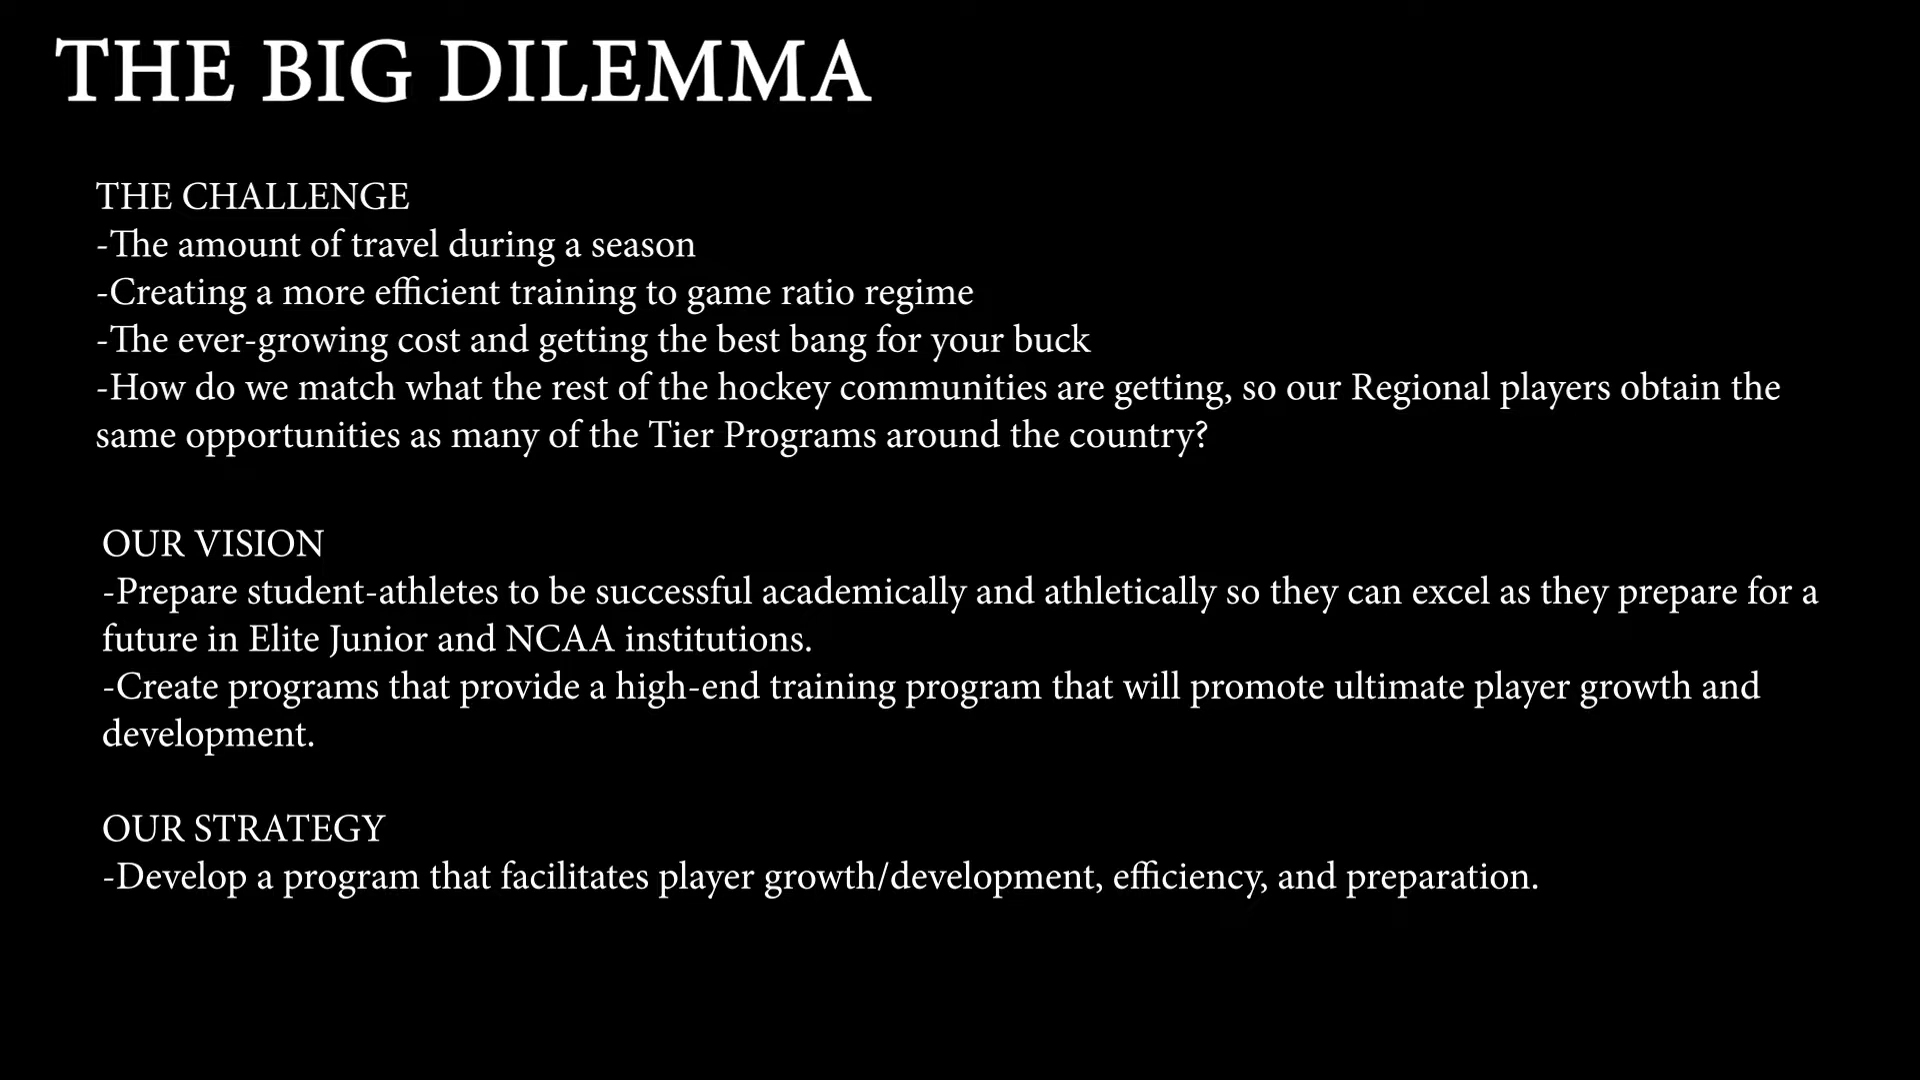 THE BIG DILEMMA
THE CHALLENGE
-The amount of travel during a season
-Creating a more efficient training to game ratio regime
-The ever-growing cost and getting the best bang for your buck
-How do we match what the rest of the hockey communities are getting, so our Regional players obtain the
same opportunities as many of the Tier Programs around the country?
OUR VISION
-Prepare student-athletes to be successful academically and athletically so they can excel as they prepare for a
future in Elite Junior and NCAA institutions.
-Create programs that provide a high-end training program that will promote ultimate player growth and
development.
OUR STRATEGY
-Develop a program that facilitates player growth/development, efficiency, and preparation.